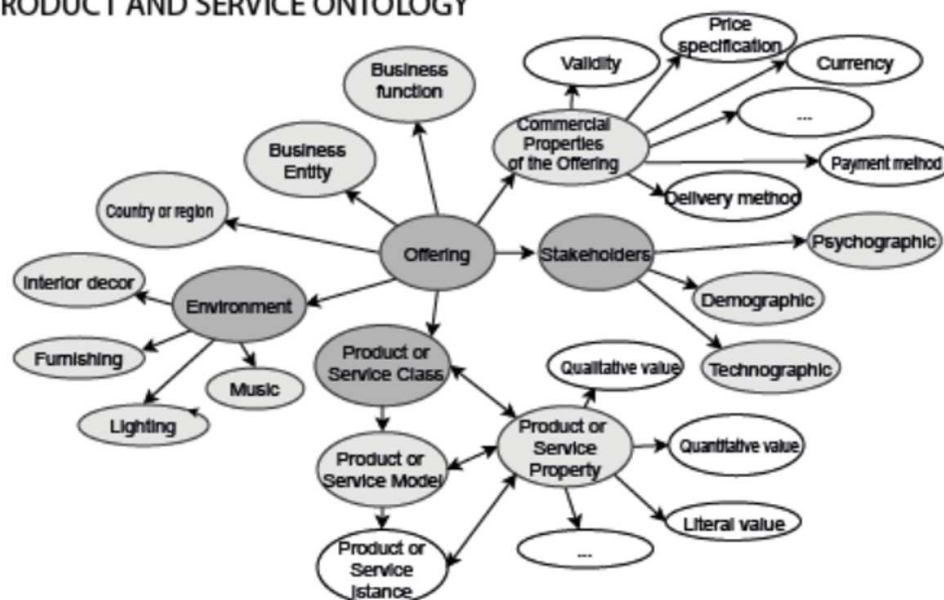 RODUCT AND SERVICE ONTOLOGY
Price
specification
Validity
Currency
Business
function
...
Commercial
Properties
of the Offering
Business
Entity
Payment method
Delivery method
Country or region
Offering
Stakeholders
Psychographic
Interior decor
Environment
Demographic
Furnishing
Product or
Service Class
Qualitative value
Technographic
Music
Lighting
Product or
Service
Property
Quantitative value
Product or
Service Model
Literal value
...
Product or
Service
Istance